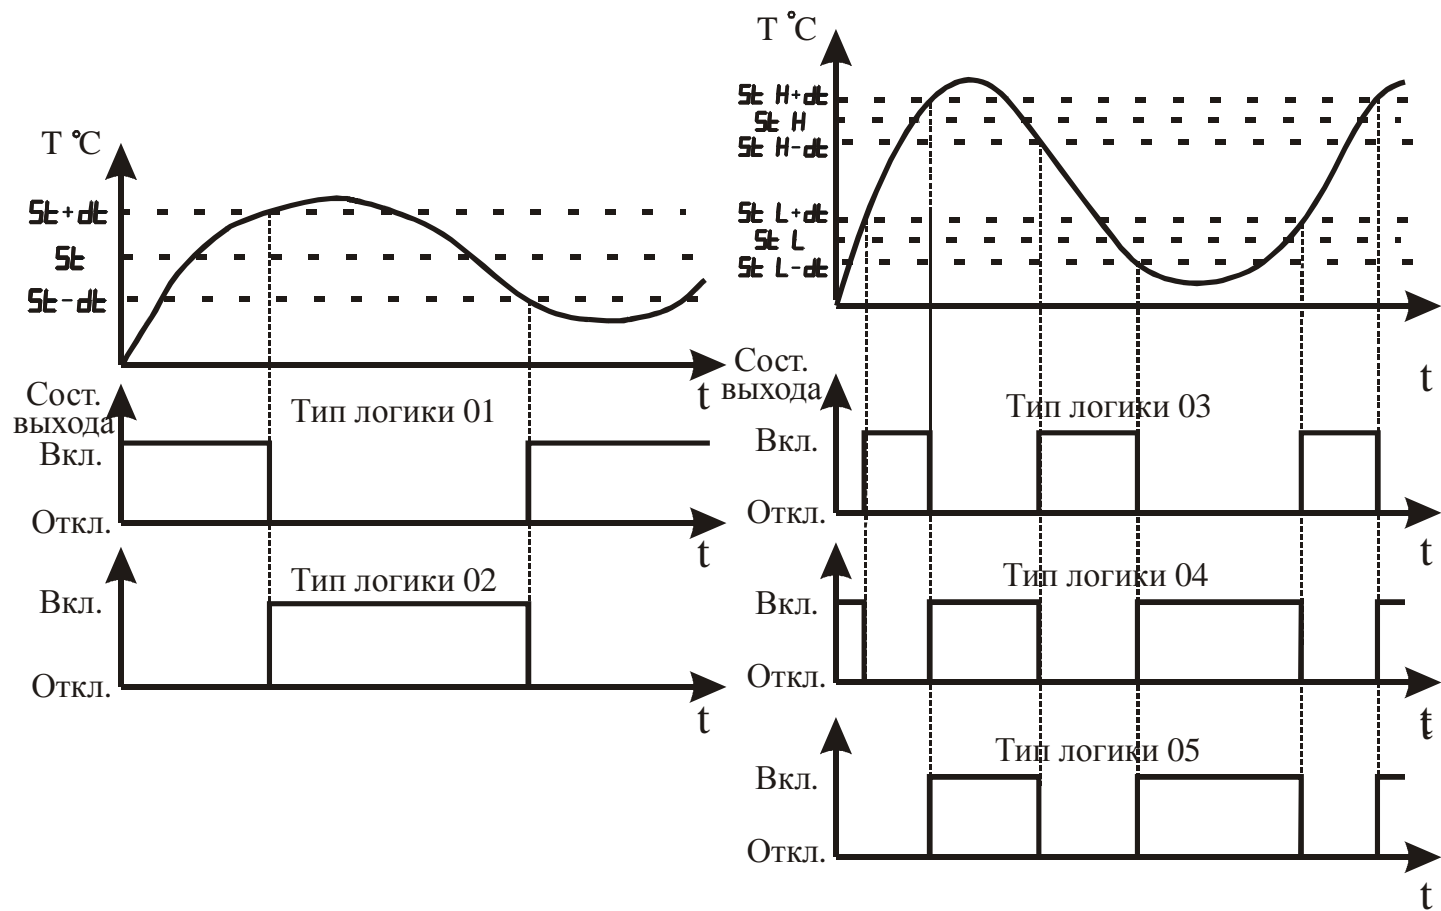 T °C
St+dt
St
St-dt
t
Сост.
выхода
Тип логики 01
Вкл.
Откл.
t
Тип логики 02
Вкл.
Откл.
t
T °C
St H+dt
St H
St H-dt
St L+dt
St L
St L-dt
t
Сост.
выхода
Тип логики 03
Вкл.
Откл.
t
Тип логики 04
Вкл.
Откл.
t
Тип логики 05
Вкл.
Откл.
t